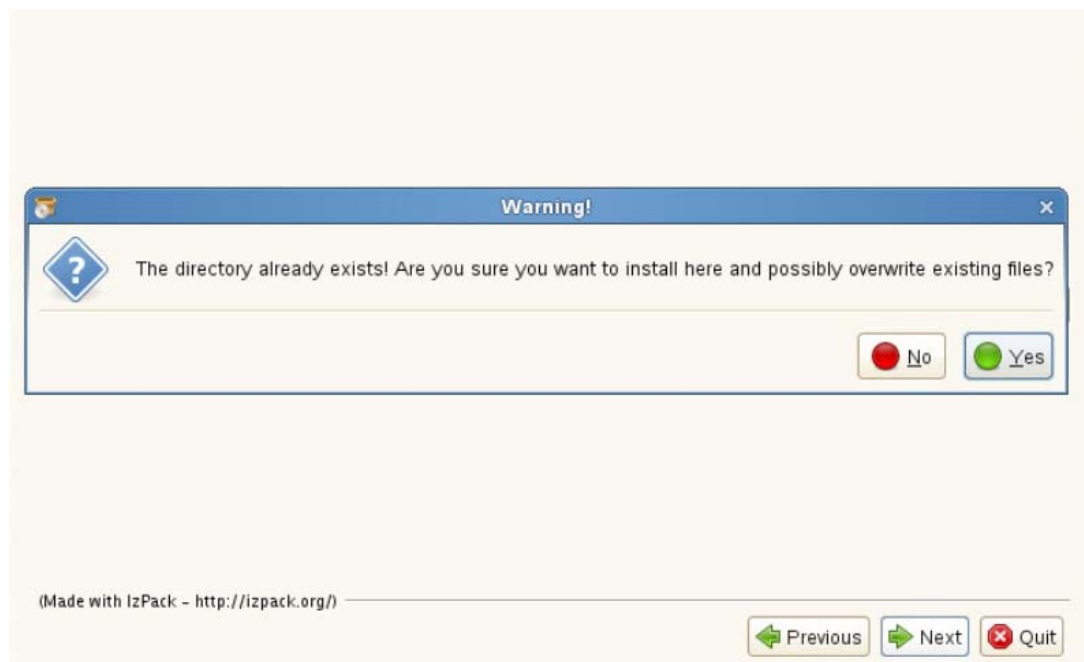 Warning!
The directory already exists! Are you sure you want to install here and possibly overwrite existing files?
No
Yes
(Made with IzPack - http://izpack.org/)
Previous
Next
Quit